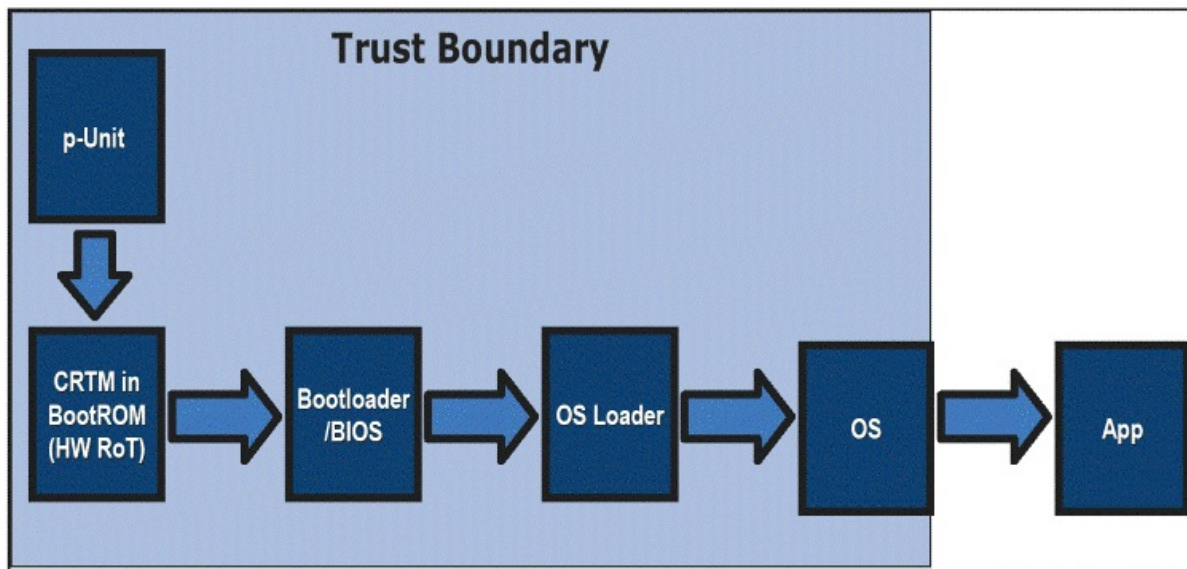 Trust Boundary
p-Unit
CRTM in
BootROM
(HW RoT)
Bootloader
/BIOS
OS Loader
OS
App